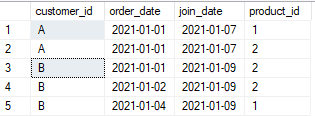 customer_id order_date join_date product_id
1 A 2021-01-01 2021-01-07 1
2 A 2021-01-01 2021-01-07 2
3 B 2021-01-01 2021-01-09 2
4 B 2021-01-02 2021-01-09 2
5 B 2021-01-04 2021-01-09 1